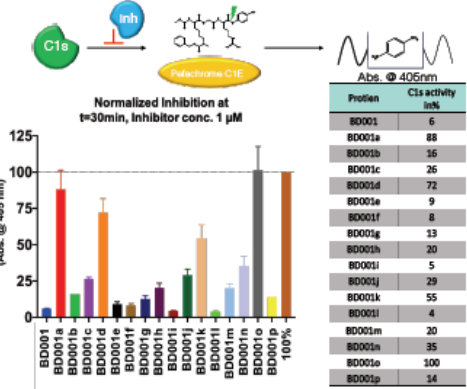 C1s
Inh
Pefachrome C1E
Abs. @ 405nm
Normalized Inhibition at
t=30min, Inhibitor conc. 1 µM
(Abs. @ 405 nm)
125
100
75
50
25
0
BD001
BD001a
BD001b
BD001c
BD001d
BD001e
BD001f
BD001g
BD001h
BD001i
BD001j
BD001k
BD001l
BD001m
BD001n
BD001o
BD001p
100%
Protien C1s activity in%
BD001 6
BD001a 88
BD001b 16
BD001c 26
BD001d 72
BD001e 9
BD001f 8
BD001g 13
BD001h 20
BD001i 5
BD001j 29
BD001k 55
BD001l 4
BD001m 20
BD001n 35
BD001o 100
BD001p 14